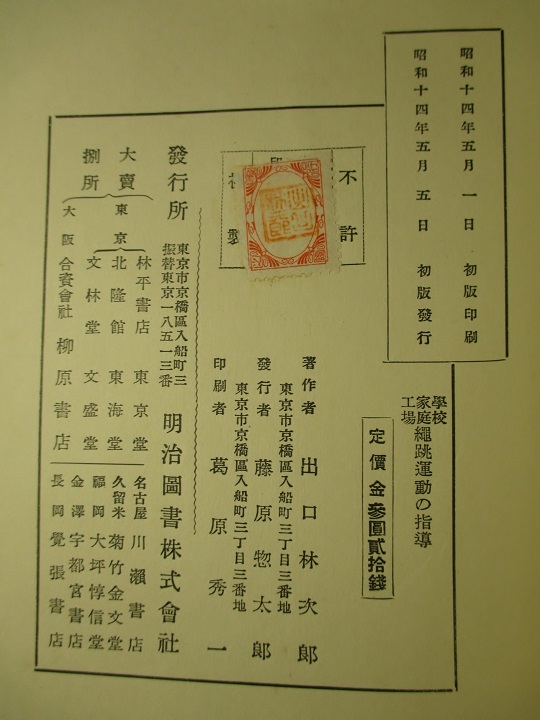 昭和十四年五月一日 初版印刷
昭和十四年五月五日 初版發行
學校
家庭
工場
繩跳運動の指導
定價金參圓貳拾錢
不許
著作者 出口林次郎
東京市京橋區入船町三丁目三番地
發行者 藤原惣太郎
東京市京橋區入船町三丁目三番地
印刷者 葛原秀一
發行所
東京市京橋區入船町三
振替東京一八五一三番
明治圖書株式會社
大賣
捌所
東京
林平書店 東京堂
北隆館 東海堂
文林堂 文盛堂
大阪 合資會社 柳原書店
名古屋 川瀨書店
久留米 菊竹金文堂
福岡 大坪惇信堂
金澤 宇都宮書店
長岡 覺張書店